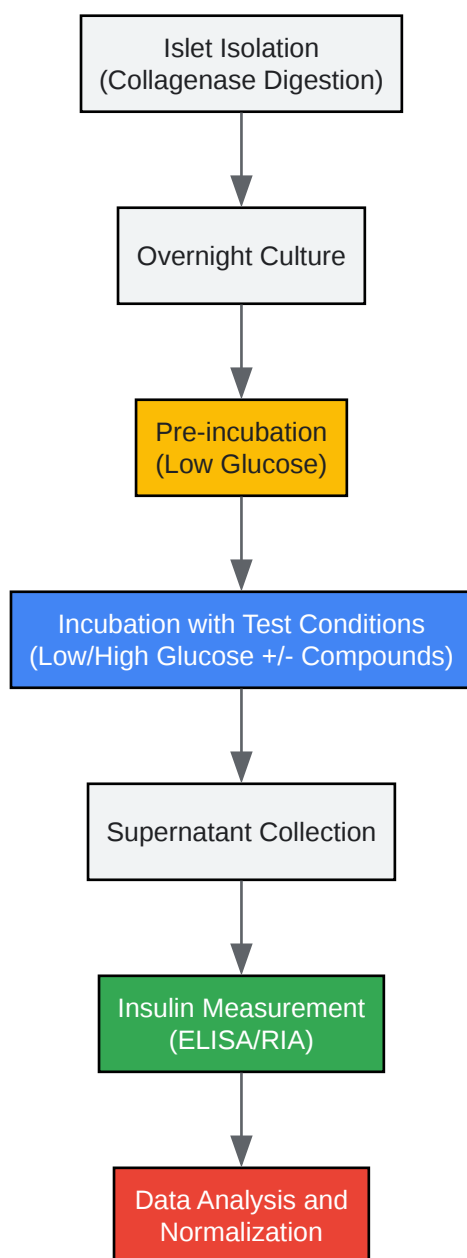 Islet Isolation
(Collagenase Digestion)
Overnight Culture
Pre-incubation
(Low Glucose)
Incubation with Test Conditions
(Low/High Glucose +/- Compounds)
Supernatant Collection
Insulin Measurement
(ELISA/RIA)
Data Analysis and
Normalization